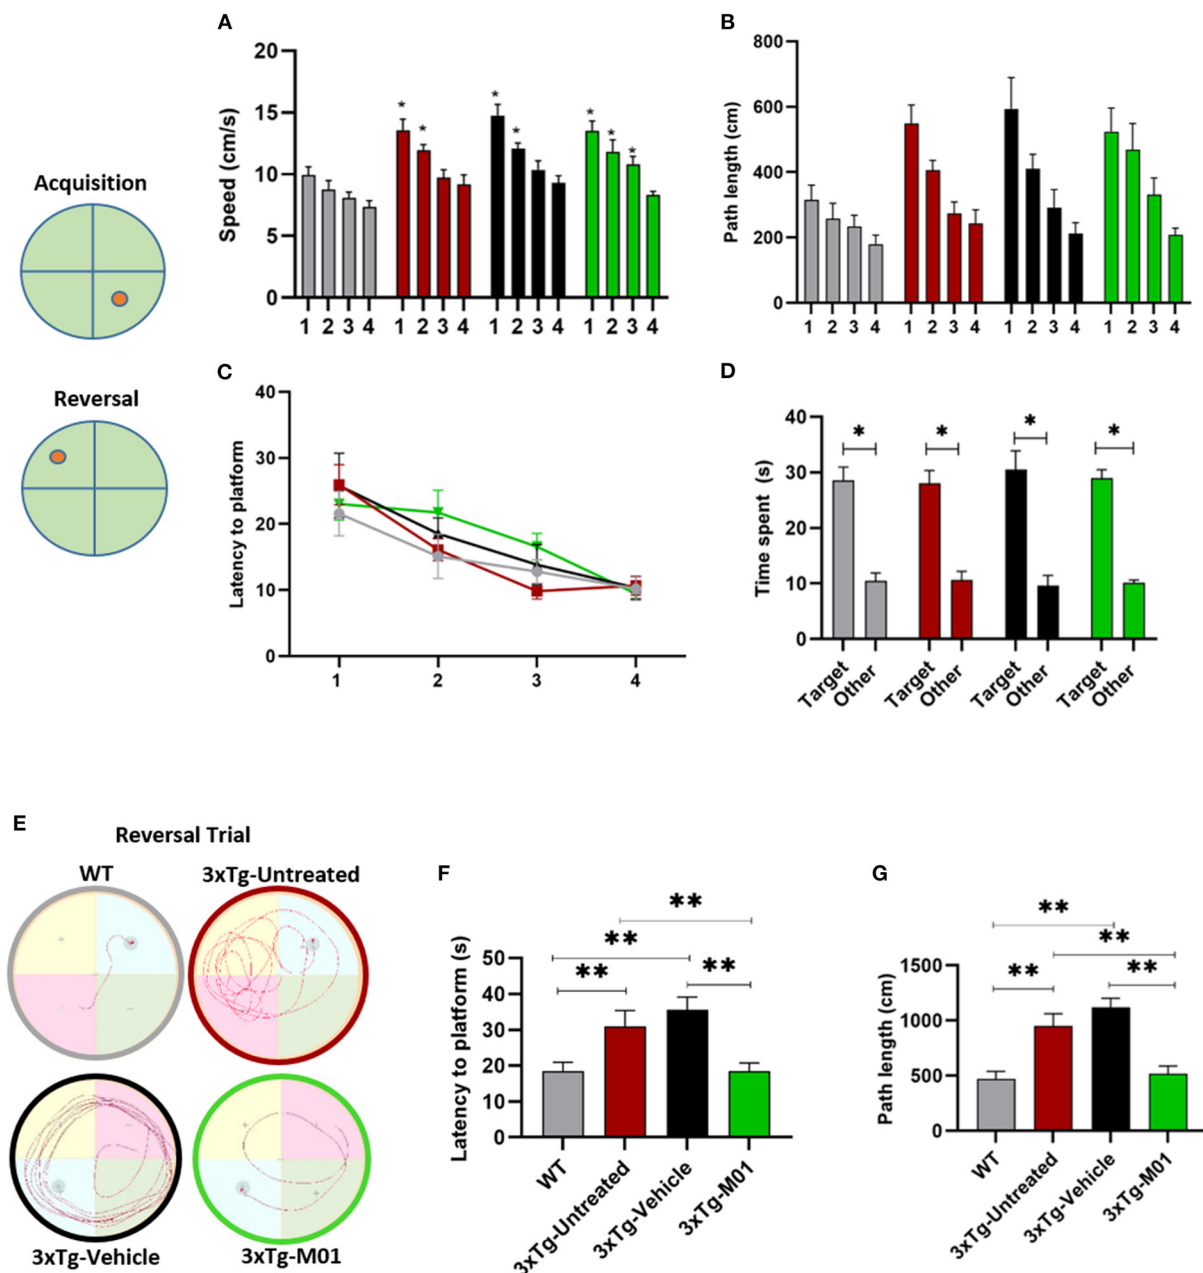 A
Speed (cm/s)
20
15
10
5
0
* * * * * * *
1 2 3 4 1 2 3 4 1 2 3 4 1 2 3 4
B
Path length (cm)
800
600
400
200
0
1 2 3 4 1 2 3 4 1 2 3 4 1 2 3 4
Acquisition
Reversal
C
Latency to platform
40
30
20
10
0
1 2 3 4
D
Time spent (s)
40
30
20
10
0
* * * *
Target Other Target Other Target Other Target Other
E
Reversal Trial
WT
3xTg-Untreated
3xTg-Vehicle
3xTg-M01
F
Latency to platform (s)
50
40
30
20
10
0
**
**
** **
WT 3xTg-Untreated 3xTg-Vehicle 3xTg-M01
G
Path length (cm)
1500
1000
500
0
**
**
** **
WT 3xTg-Untreated 3xTg-Vehicle 3xTg-M01